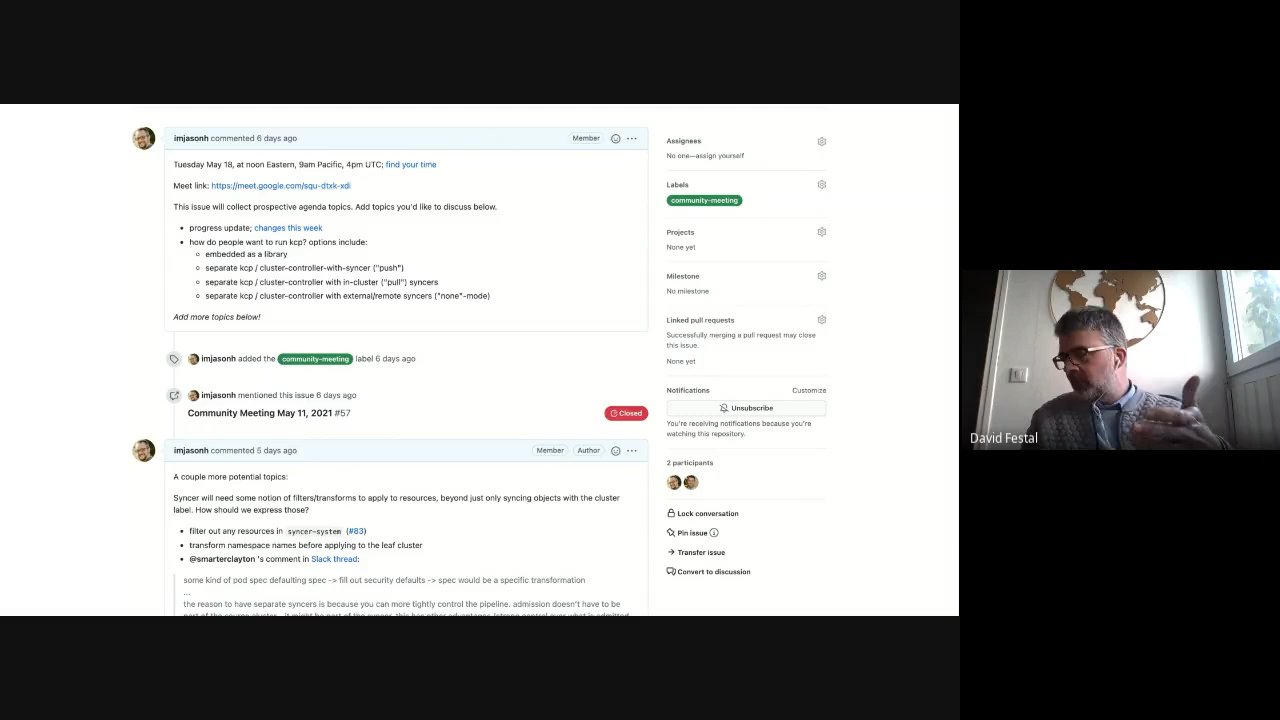 imjasonh commented 6 days ago
Member
Tuesday May 18, at noon Eastern, 9am Pacific, 4pm UTC; find your time
Meet link: https://meet.google.com/squ-dtxk-xdi
This issue will collect prospective agenda topics. Add topics you'd like to discuss below.
progress update; changes this week
how do people want to run kcp? options include:
embedded as a library
separate kcp / cluster-controller-with-syncer ("push")
separate kcp / cluster-controller with in-cluster ("pull") syncers
separate kcp / cluster-controller with external/remote syncers ("none"-mode)
Add more topics below!
imjasonh added the community-meeting label 6 days ago
imjasonh mentioned this issue 6 days ago
Community Meeting May 11, 2021 #57
Closed
imjasonh commented 5 days ago
Member
Author
A couple more potential topics:
Syncer will need some notion of filters/transforms to apply to resources, beyond just only syncing objects with the cluster
label. How should we express those?
filter out any resources in syncer-system (#83)
transform namespace names before applying to the leaf cluster
@smarterclayton 's comment in Slack thread:
some kind of pod spec defaulting spec -> fill out security defaults -> spec would be a specific transformation
...
the reason to have separate syncers is because you can more tightly control the pipeline. admission doesn't have to be
Assignees
No one—assign yourself
Labels
community-meeting
Projects
None yet
Milestone
No milestone
Linked pull requests
Successfully merging a pull request may close
this issue.
None yet
Notifications
Customize
Unsubscribe
You're receiving notifications because you're
watching this repository.
2 participants
Lock conversation
Pin issue
Transfer issue
Convert to discussion
David Festal